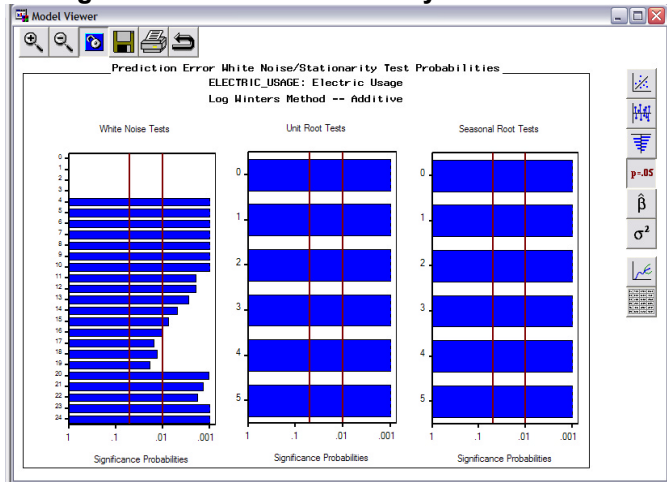 Model Viewer
Prediction Error White Noise/Stationarity Test Probabilities
ELECTRIC_USAGE: Electric Usage
Log Winters Method -- Additive
White Noise Tests
Unit Root Tests
Seasonal Root Tests
0
1
2
3
4
5
6
7
8
9
10
11
12
13
14
15
16
17
18
19
20
21
22
23
24
0
1
2
3
4
5
0
1
2
3
4
5
1 .1 .01 .001
1 .1 .01 .001
1 .1 .01 .001
Significance Probabilities
Significance Probabilities
Significance Probabilities
p=.05
β̂
σ²